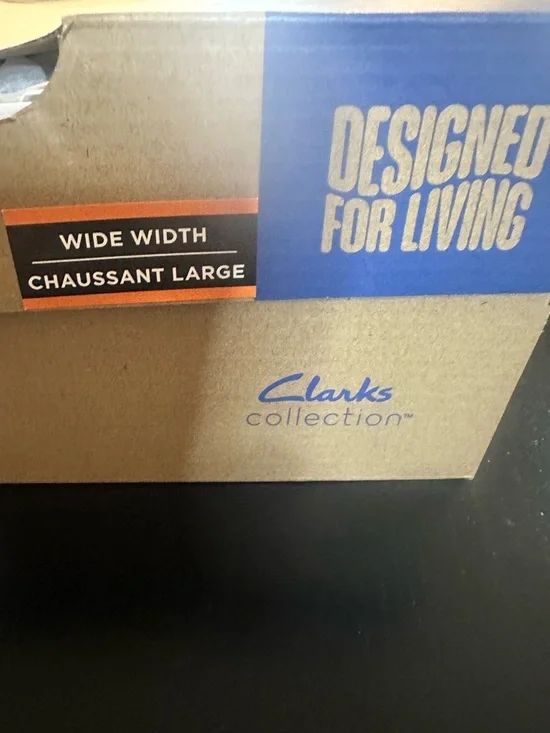 DESIGNED
FOR LIVING
WIDE WIDTH
CHAUSSANT LARGE
Clarks
collection™